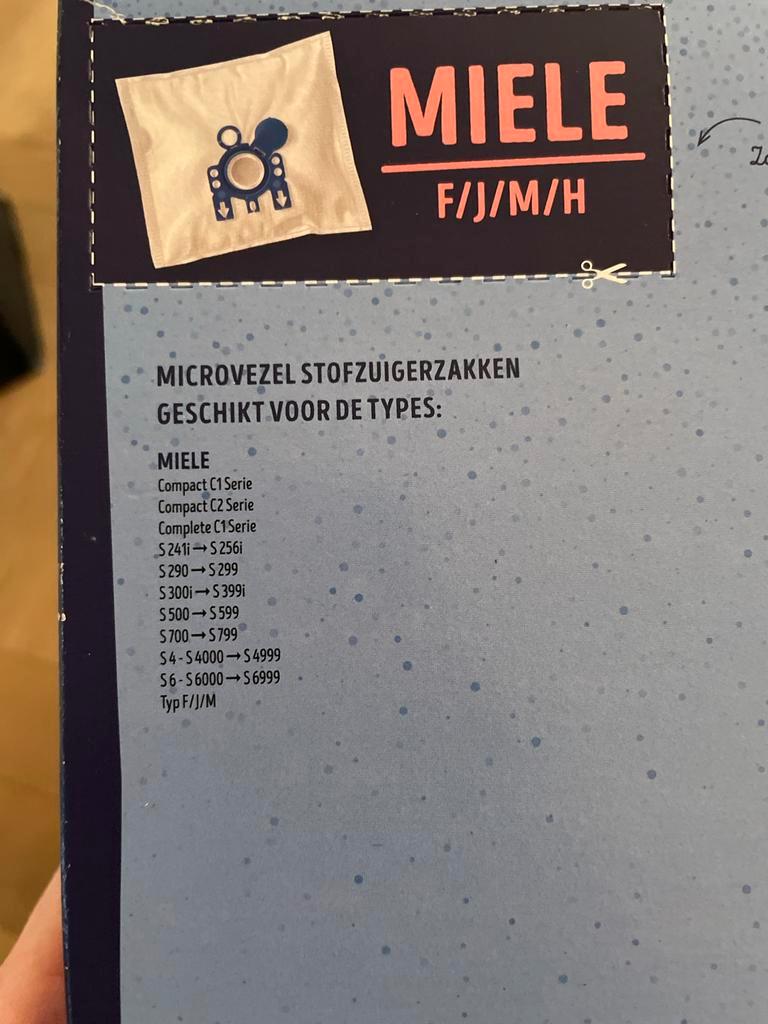 MIELE
F/J/M/H
MICROVEZEL STOFZUIGERZAKKEN
GESCHIKT VOOR DE TYPES:
MIELE
Compact C1 Serie
Compact C2 Serie
Complete C1 Serie
S 241i → S 256i
S 290 → S 299
S 300i → S 399i
S 500 → S 599
S 700 → S 799
S 4 - S 4000 → S 4999
S 6 - S 6000 → S 6999
Typ F/J/M